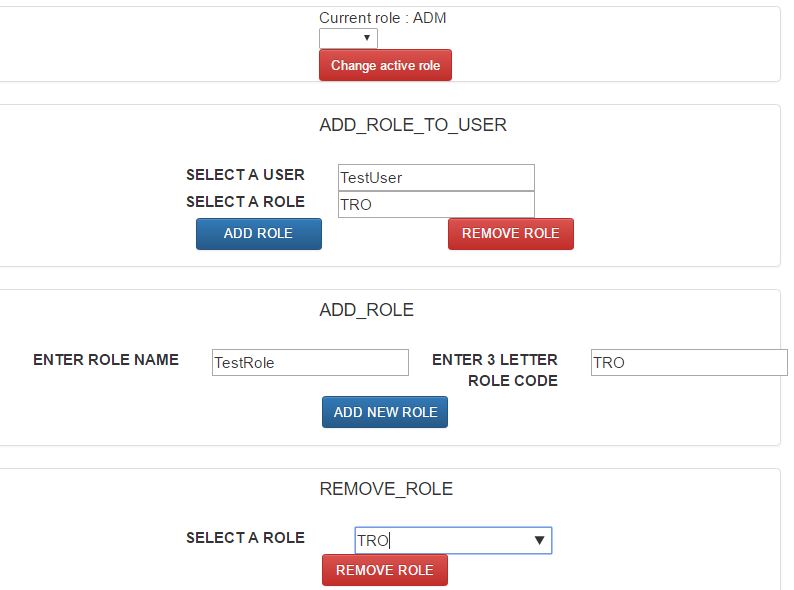 Current role : ADM
Change active role
ADD_ROLE_TO_USER
SELECT A USER TestUser
SELECT A ROLE TRO
ADD ROLE REMOVE ROLE
ADD_ROLE
ENTER ROLE NAME TestRole ENTER 3 LETTER TRO
ROLE CODE
ADD NEW ROLE
REMOVE_ROLE
SELECT A ROLE TRO
REMOVE ROLE